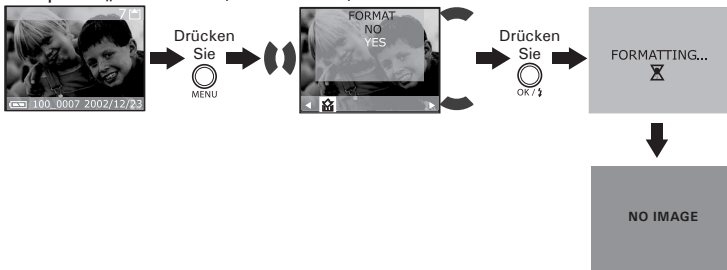 7
100_0007 2002/12/23
Drücken
Sie
MENU
FORMAT
NO
YES
Drücken
Sie
OK /
FORMATTING...
NO IMAGE